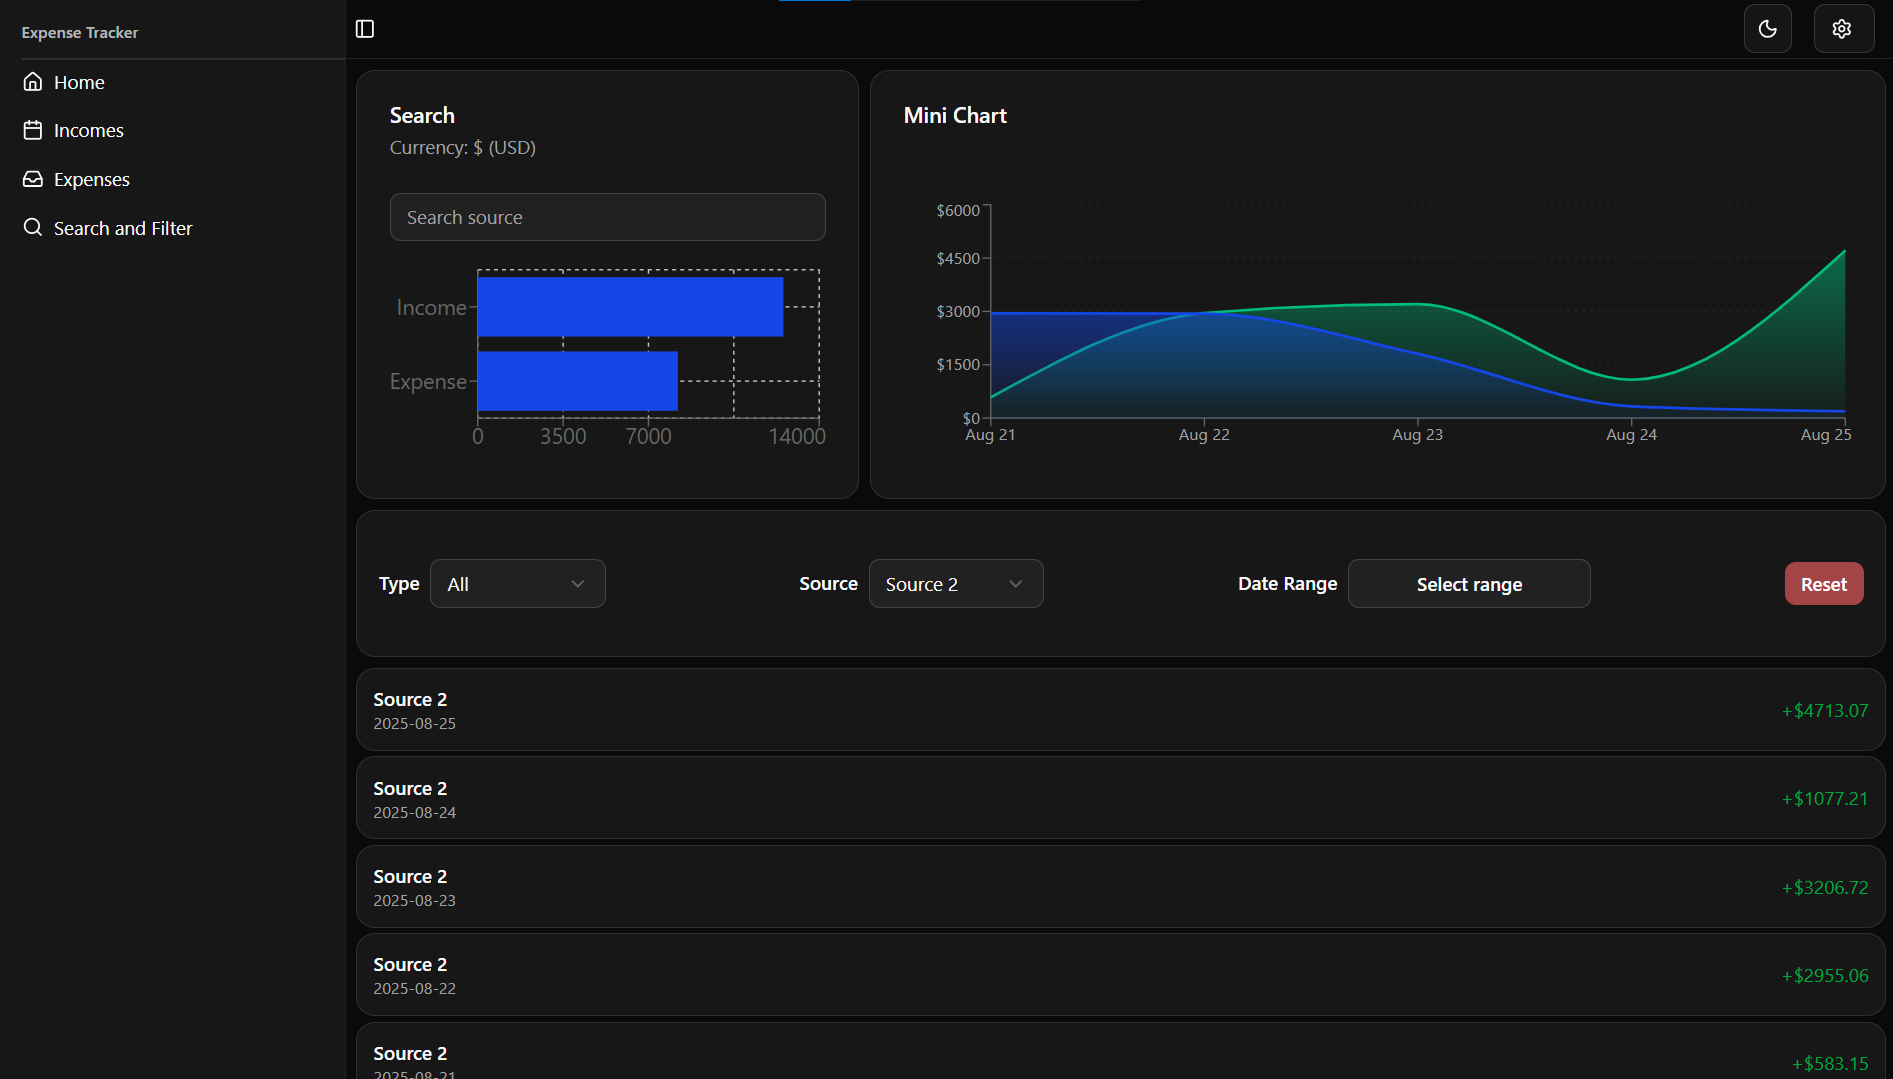 Expense Tracker
Home
Incomes
Expenses
Search and Filter
Search
Currency: $ (USD)
Search source
Income
Expense
0 3500 7000 14000
Mini Chart
$6000
$4500
$3000
$1500
$0
Aug 21 Aug 22 Aug 23 Aug 24 Aug 25
Type All Source Source 2 Date Range Select range Reset
Source 2
2025-08-25
+$4713.07
Source 2
2025-08-24
+$1077.21
Source 2
2025-08-23
+$3206.72
Source 2
2025-08-22
+$2955.06
Source 2
2025-08-21
+$583.15